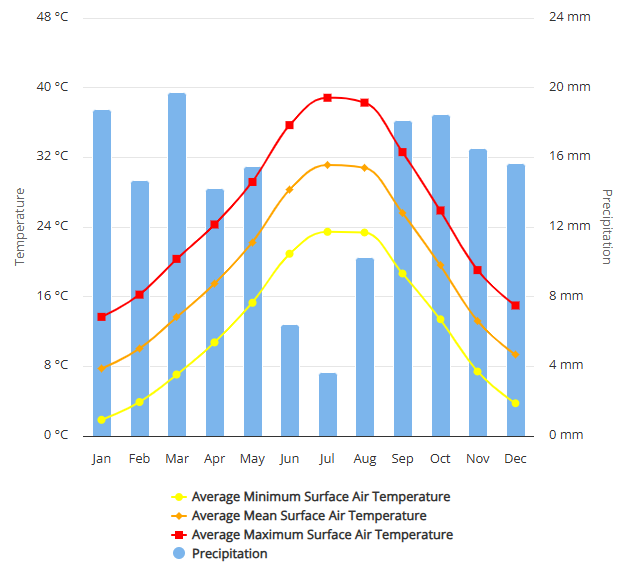 48 °C 24 mm
40 °C 20 mm
32 °C 16 mm
24 °C 12 mm
16 °C 8 mm
8 °C 4 mm
0 °C 0 mm
Temperature
Precipitation
Jan Feb Mar Apr May Jun Jul Aug Sep Oct Nov Dec
Average Minimum Surface Air Temperature
Average Mean Surface Air Temperature
Average Maximum Surface Air Temperature
Precipitation